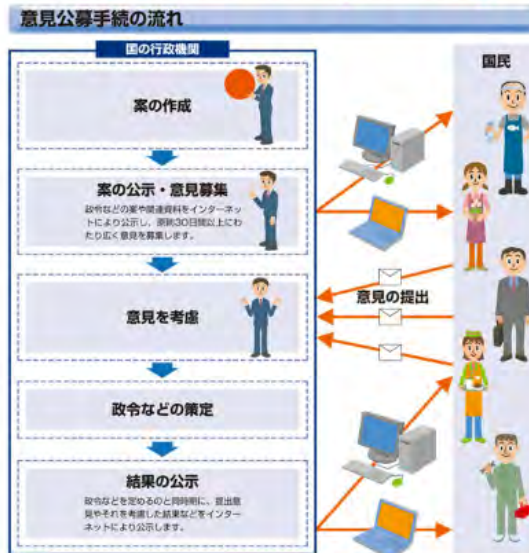 意見公募手続の流れ
国の行政機関
国民
案の作成
案の公示・意見募集
政令などの案や関連資料をインターネッ
トにより公示し、原則30日間以上にわ
たり広く意見を募集します。
意見を考慮
意見の提出
政令などの策定
結果の公示
政令などを定めるのと同時期に、提出意
見やそれを考慮した結果などをインター
ネットにより公示します。